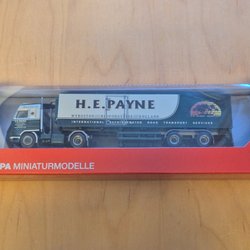 H.E.PAYNE
INTERNATIONAL REFRIGERATED ROAD TRANSPORT SERVICES
PA MINIATURMODELLE